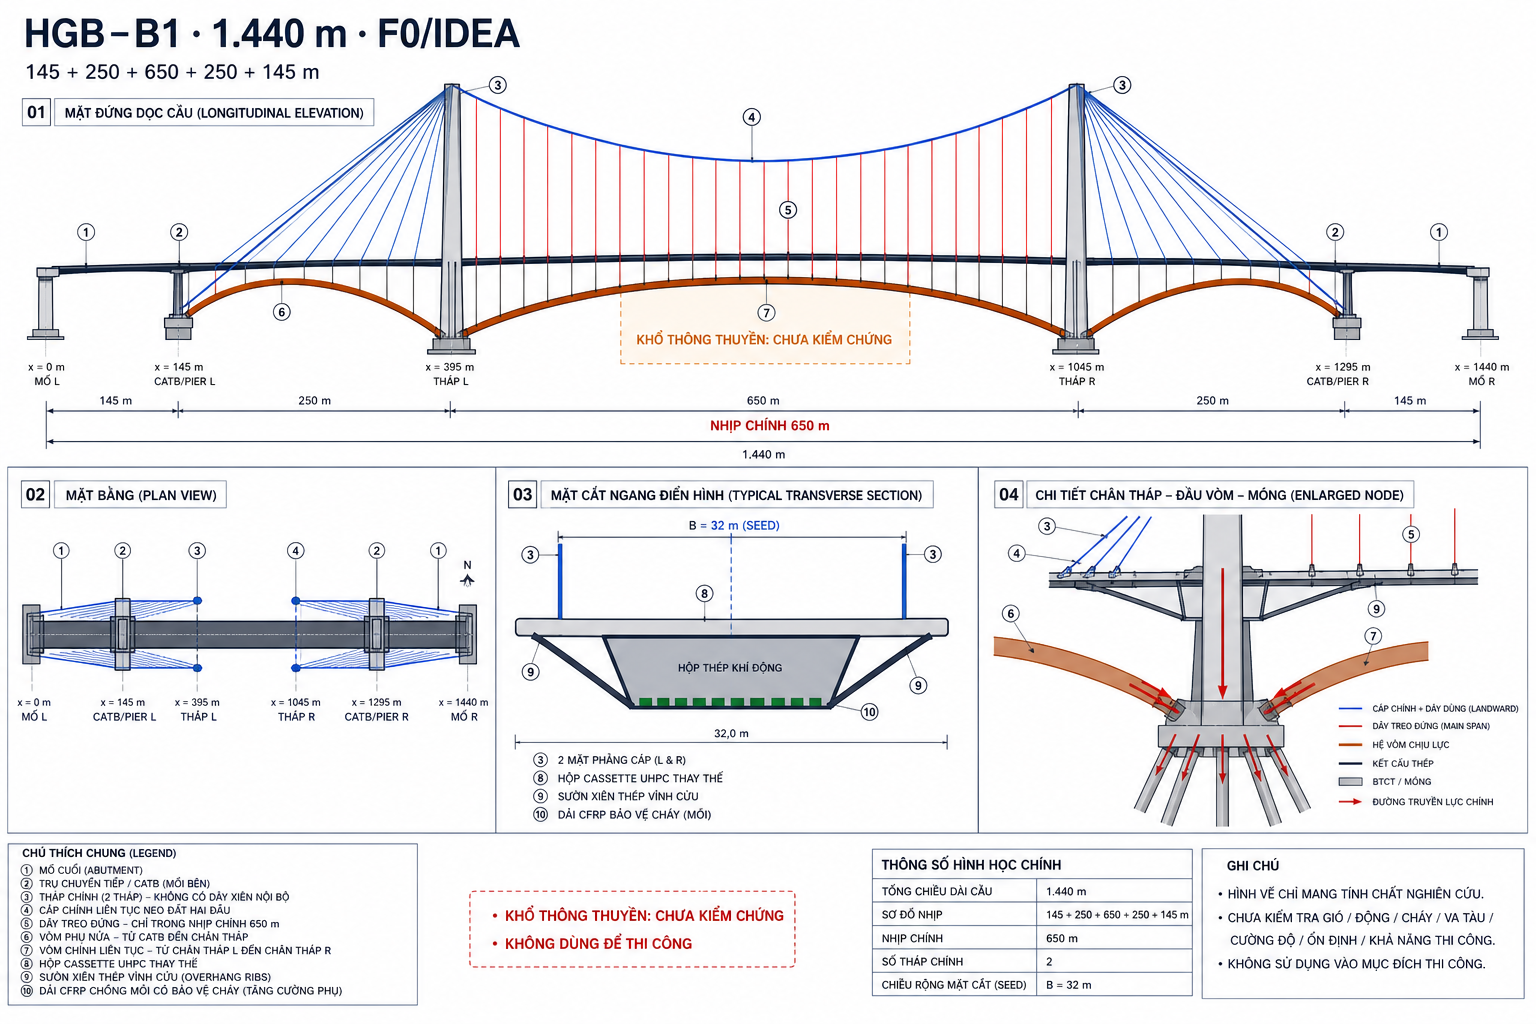 HGB-B1 · 1.440 m · F0/IDEA
145 + 250 + 650 + 250 + 145 m
01 MẶT ĐỨNG DỌC CẦU (LONGITUDINAL ELEVATION)
3
3
4
5
1
2
2
1
6
7
KHỔ THÔNG THUYỀN: CHƯA KIỂM CHỨNG
x = 0 m
MỐ L
x = 145 m
CATB/PIER L
x = 395 m
THÁP L
x = 1045 m
THÁP R
x = 1295 m
CATB/PIER R
x = 1440 m
MỐ R
145 m
250 m
650 m
250 m
145 m
NHỊP CHÍNH 650 m
1.440 m
02 MẶT BẰNG (PLAN VIEW)
1
2
3
4
2
1
N
x = 0 m
MỐ L
x = 145 m
CATB/PIER L
x = 395 m
THÁP L
x = 1045 m
THÁP R
x = 1295 m
CATB/PIER R
x = 1440 m
MỐ R
03 MẶT CẮT NGANG ĐIỂN HÌNH (TYPICAL TRANSVERSE SECTION)
B = 32 m (SEED)
3
3
8
HỘP THÉP KHÍ ĐỘNG
9
9
10
32,0 m
3 2 MẶT PHẲNG CÁP (L & R)
8 HỘP CASSETTE UHPC THAY THẾ
9 SƯỜN XIÊN THÉP VĨNH CỬU
10 DẢI CFRP BẢO VỆ CHÁY (MỎI)
04 CHI TIẾT CHÂN THÁP – ĐẦU VÒM – MÓNG (ENLARGED NODE)
3
4
5
9
6
7
CÁP CHÍNH + DÂY DÙNG (LANDWARD)
DÂY TREO ĐỨNG (MAIN SPAN)
HỆ VÒM CHỊU LỰC
KẾT CẤU THÉP
BTCT / MÓNG
ĐƯỜNG TRUYỀN LỰC CHÍNH
CHÚ THÍCH CHUNG (LEGEND)
1 MỐ CUỐI (ABUTMENT)
2 TRỤ CHUYỂN TIẾP / CATB (MỖI BÊN)
3 THÁP CHÍNH (2 THÁP) – KHÔNG CÓ DÂY XIÊN NỘI BỘ
4 CÁP CHÍNH LIÊN TỤC NEO ĐẤT HAI ĐẦU
5 DÂY TREO ĐỨNG – CHỈ TRONG NHỊP CHÍNH 650 m
6 VÒM PHỤ NỬA – TỪ CATB ĐẾN CHÂN THÁP
7 VÒM CHÍNH LIÊN TỤC – TỪ CHÂN THÁP L ĐẾN CHÂN THÁP R
8 HỘP CASSETTE UHPC THAY THẾ
9 SƯỜN XIÊN THÉP VĨNH CỬU (OVERHANG RIBS)
10 DẢI CFRP CHỐNG MỎI CÓ BẢO VỆ CHÁY (TĂNG CƯỜNG PHỤ)
• KHỔ THÔNG THUYỀN: CHƯA KIỂM CHỨNG
• KHÔNG DÙNG ĐỂ THI CÔNG
THÔNG SỐ HÌNH HỌC CHÍNH
TỔNG CHIỀU DÀI CẦU 1.440 m
SƠ ĐỒ NHỊP 145 + 250 + 650 + 250 + 145 m
NHỊP CHÍNH 650 m
SỐ THÁP CHÍNH 2
CHIỀU RỘNG MẶT CẮT (SEED) B = 32 m
GHI CHÚ
• HÌNH VẼ CHỈ MANG TÍNH CHẤT NGHIÊN CỨU.
• CHƯA KIỂM TRA GIÓ / ĐỘNG / CHÁY / VA TÀU /
CƯỜNG ĐỘ / ỔN ĐỊNH / KHẢ NĂNG THI CÔNG.
• KHÔNG SỬ DỤNG VÀO MỤC ĐÍCH THI CÔNG.